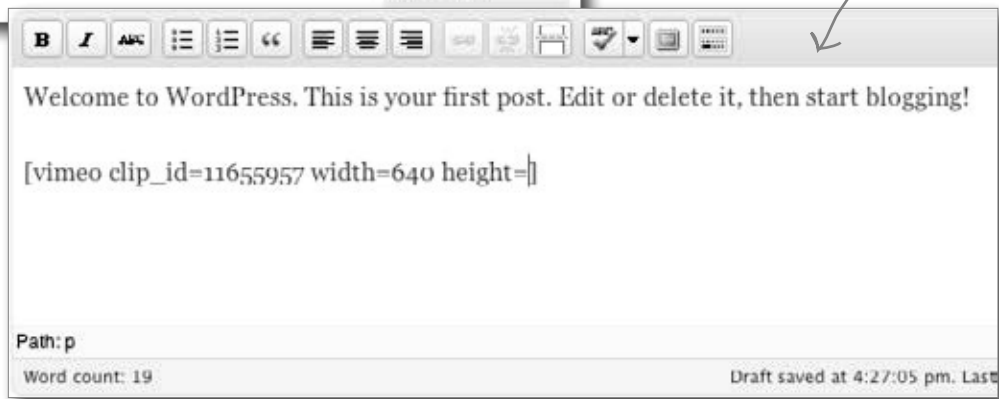 B I ABC
Welcome to WordPress. This is your first post. Edit or delete it, then start blogging!
[vimeo clip_id=11655957 width=640 height=]
Path: p
Word count: 19 Draft saved at 4:27:05 pm. Last